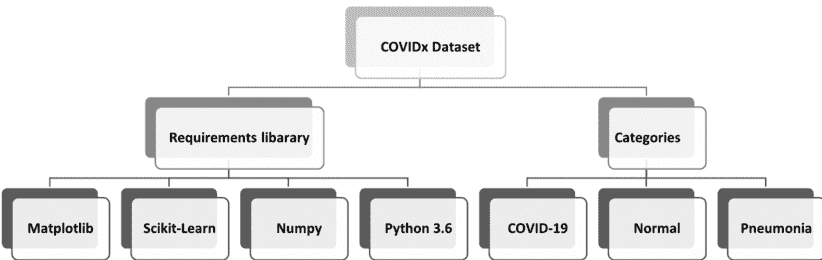 COVIDx Dataset
Requirements libarary
Categories
Matplotlib
Scikit-Learn
Numpy
Python 3.6
COVID-19
Normal
Pneumonia